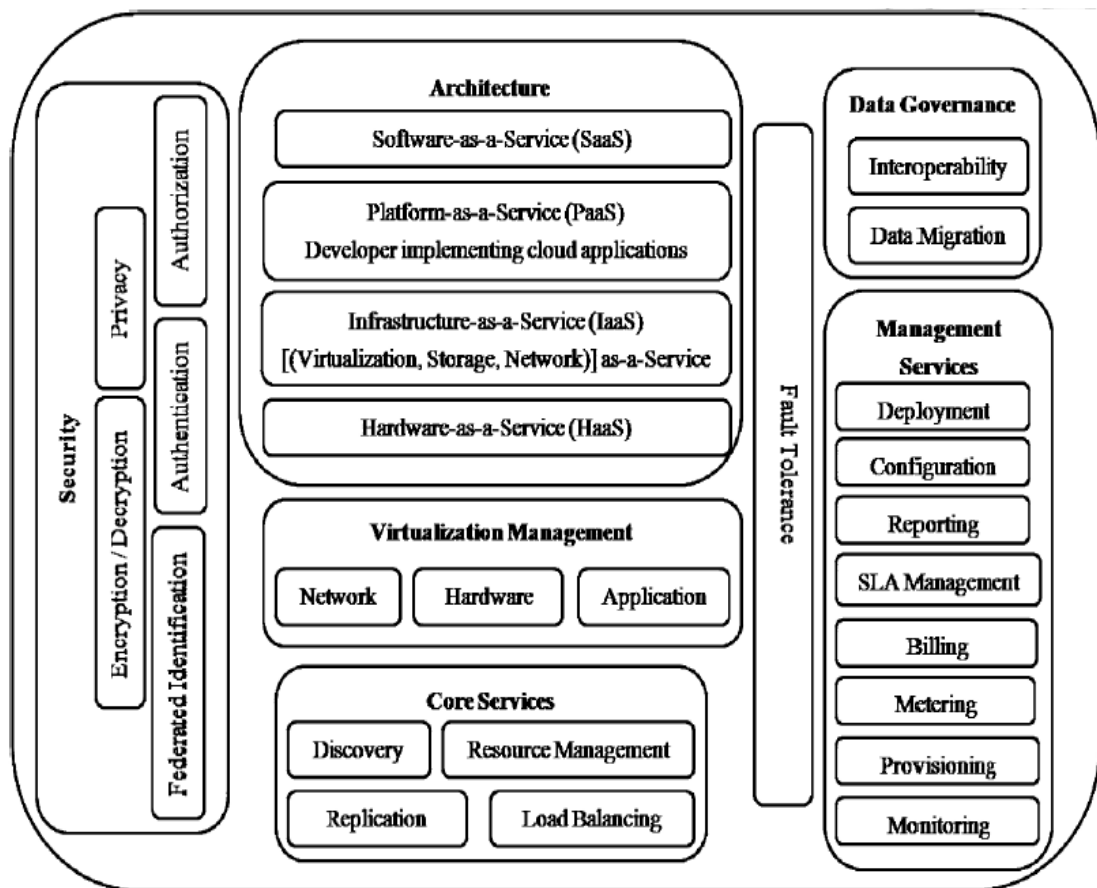 Security
Privacy
Encryption / Decryption
Authorization
Authentication
Federated Identification
Architecture
Software-as-a-Service (SaaS)
Platform-as-a-Service (PaaS)
Developer implementing cloud applications
Infrastructure-as-a-Service (IaaS)
[(Virtualization, Storage, Network)] as-a-Service
Hardware-as-a-Service (HaaS)
Virtualization Management
Network
Hardware
Application
Core Services
Discovery
Resource Management
Replication
Load Balancing
Fault Tolerance
Data Governance
Interoperability
Data Migration
Management
Services
Deployment
Configuration
Reporting
SLA Management
Billing
Metering
Provisioning
Monitoring